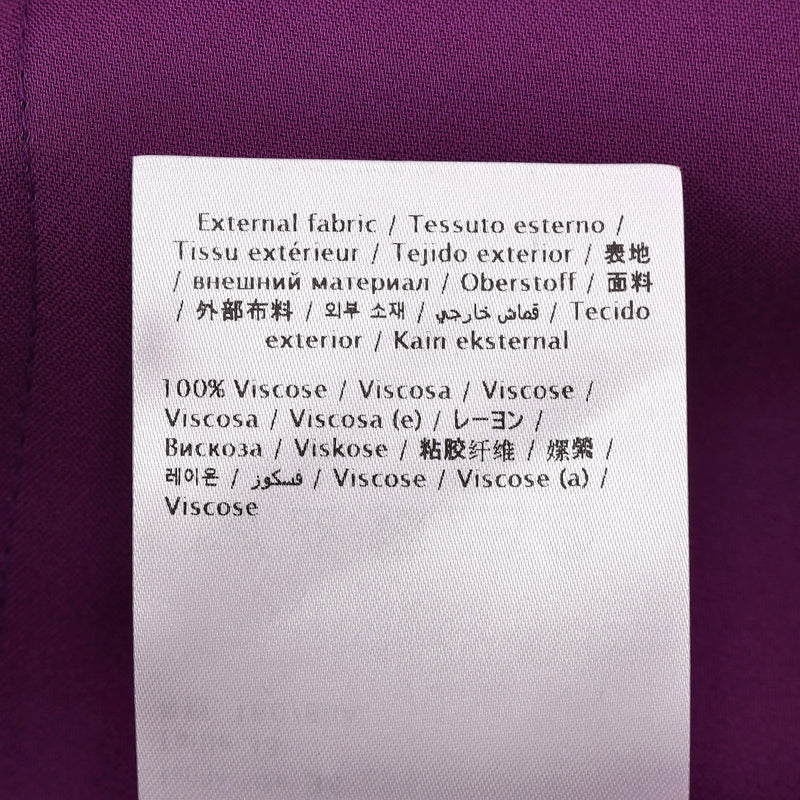 External fabric / Tessuto esterno /
Tissu extérieur / Tejido exterior / 表地
/ внешний материал / Oberstoff / 面料
/ 外部布料 / 외부 소재 / قماش خارجي / Tecido
exterior / Kain eksternal
100% Viscose / Viscosa / Viscose /
Viscosa / Viscosa (e) / レーヨン /
Вискоза / Viskose / 粘胶纤维 / 嫘縈 /
레이온 / فسكوز / Viscose / Viscose (a) /
Viscose